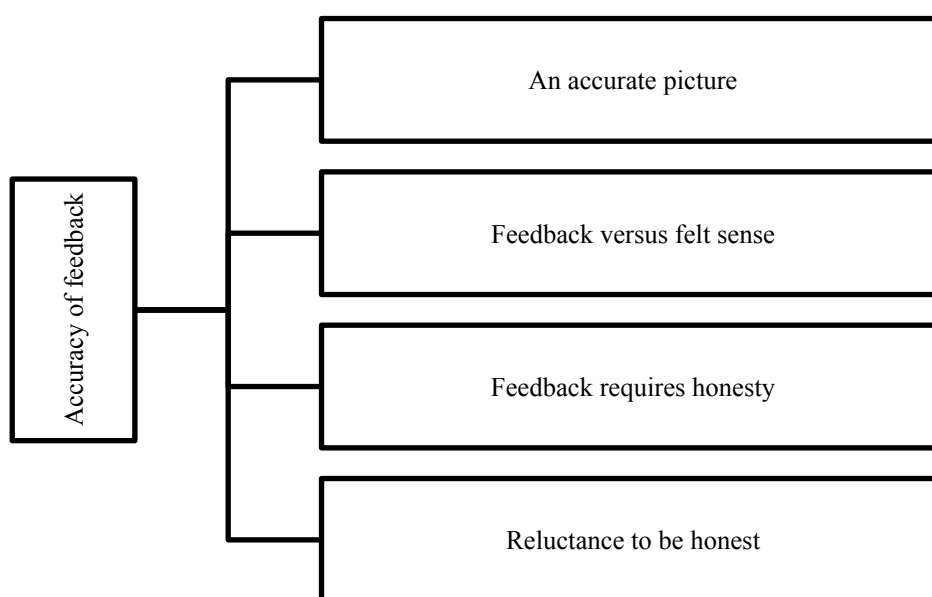 Accuracy of feedback
An accurate picture
Feedback versus felt sense
Feedback requires honesty
Reluctance to be honest